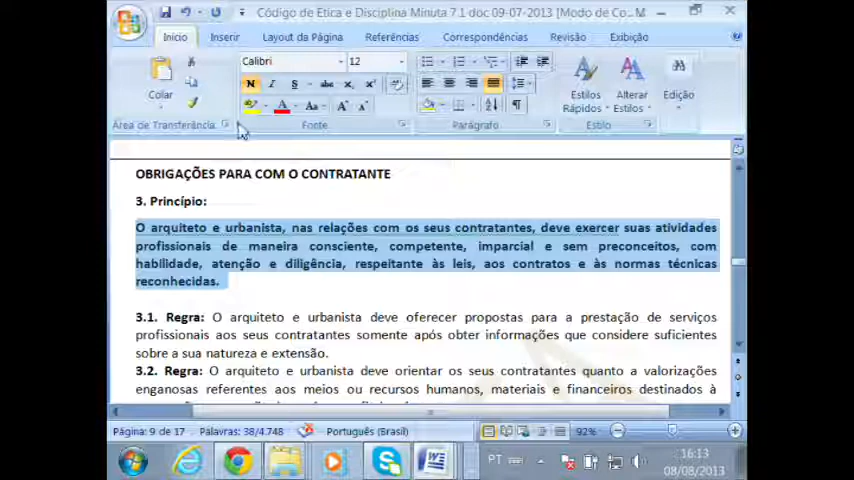 Código de Etica e Disciplina Minuta 7.1 doc 09-07-2013 [Modo de Co... M
Início Inserir Layout da Página Referências Correspondências Revisão Exibição
Calibri 12
Colar
N I S abc x₂ x²
Aa A A
Estilos Rápidos
Alterar Estilos
Edição
Área de Transferência Fonte Parágrafo Estilo
OBRIGAÇÕES PARA COM O CONTRATANTE
3. Princípio:
O arquiteto e urbanista, nas relações com os seus contratantes, deve exercer suas atividades
profissionais de maneira consciente, competente, imparcial e sem preconceitos, com
habilidade, atenção e diligência, respeitante às leis, aos contratos e às normas técnicas
reconhecidas.
3.1. Regra: O arquiteto e urbanista deve oferecer propostas para a prestação de serviços
profissionais aos seus contratantes somente após obter informações que considere suficientes
sobre a sua natureza e extensão.
3.2. Regra: O arquiteto e urbanista deve orientar os seus contratantes quanto a valorizações
enganosas referentes aos meios ou recursos humanos, materiais e financeiros destinados à
Página: 9 de 17 Palavras: 38/4.748 Português (Brasil) 92%
PT 16:13
08/08/2013